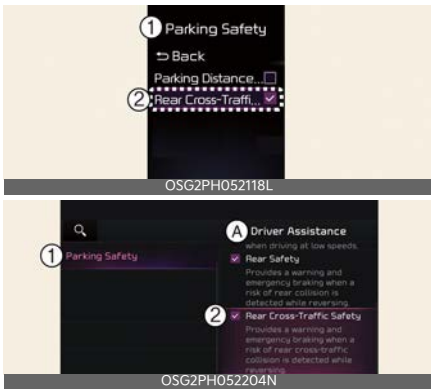 1 Parking Safety
Back
Parking Distance...
2 Rear Cross-Traffi...
OSG2PH052118L
A Driver Assistance
when driving at low speeds.
1 Parking Safety
Rear Safety
Provides a warning and
emergency braking when a
risk of rear collision is
detected while reversing.
2 Rear Cross-Traffic Safety
Provides a warning and
emergency braking when a
risk of rear cross-traffic
collision is detected while
reversing.
OSG2PH052204N